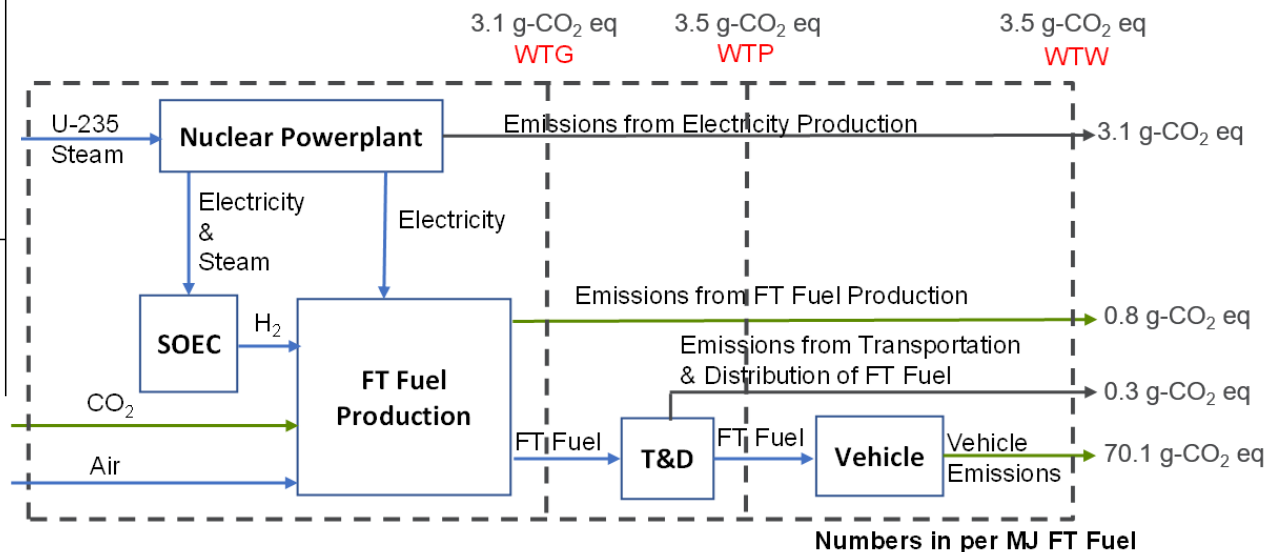 3.1 g-CO₂ eq
WTG
3.5 g-CO₂ eq
WTP
3.5 g-CO₂ eq
WTW
U-235
Steam
Nuclear Powerplant
Emissions from Electricity Production
3.1 g-CO₂ eq
Electricity
&
Steam
Electricity
Emissions from FT Fuel Production
0.8 g-CO₂ eq
SOEC
H₂
FT Fuel
Production
Emissions from Transportation
& Distribution of FT Fuel
0.3 g-CO₂ eq
CO₂
Air
FT Fuel
T&D
FT Fuel
Vehicle
Vehicle
Emissions
70.1 g-CO₂ eq
Numbers in per MJ FT Fuel